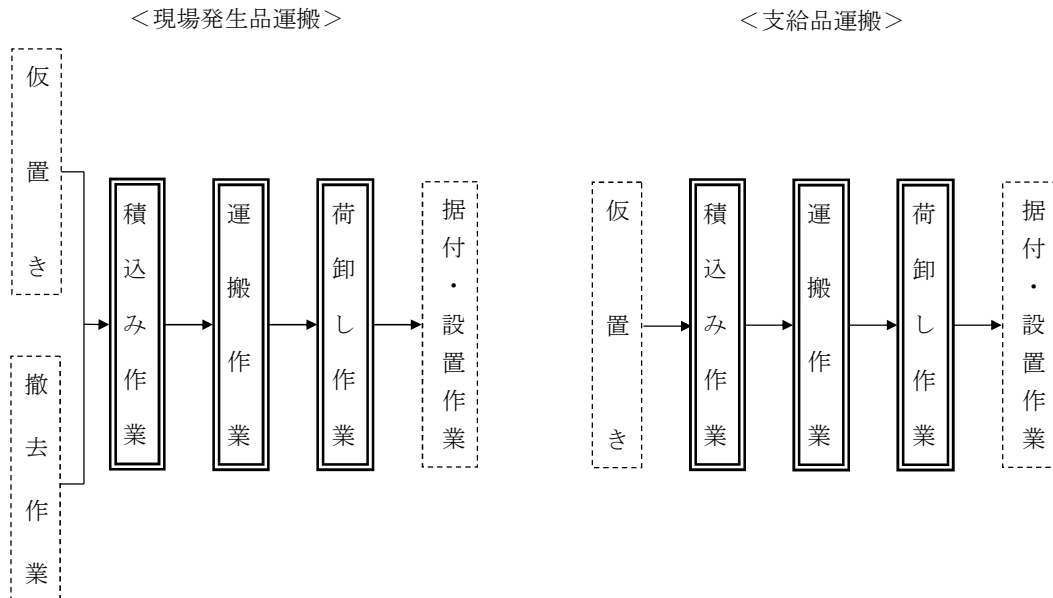 ＜現場発生品運搬＞
仮置き
撤去作業
積込み作業
運搬作業
荷卸し作業
据付・設置作業
＜支給品運搬＞
仮置き
積込み作業
運搬作業
荷卸し作業
据付・設置作業